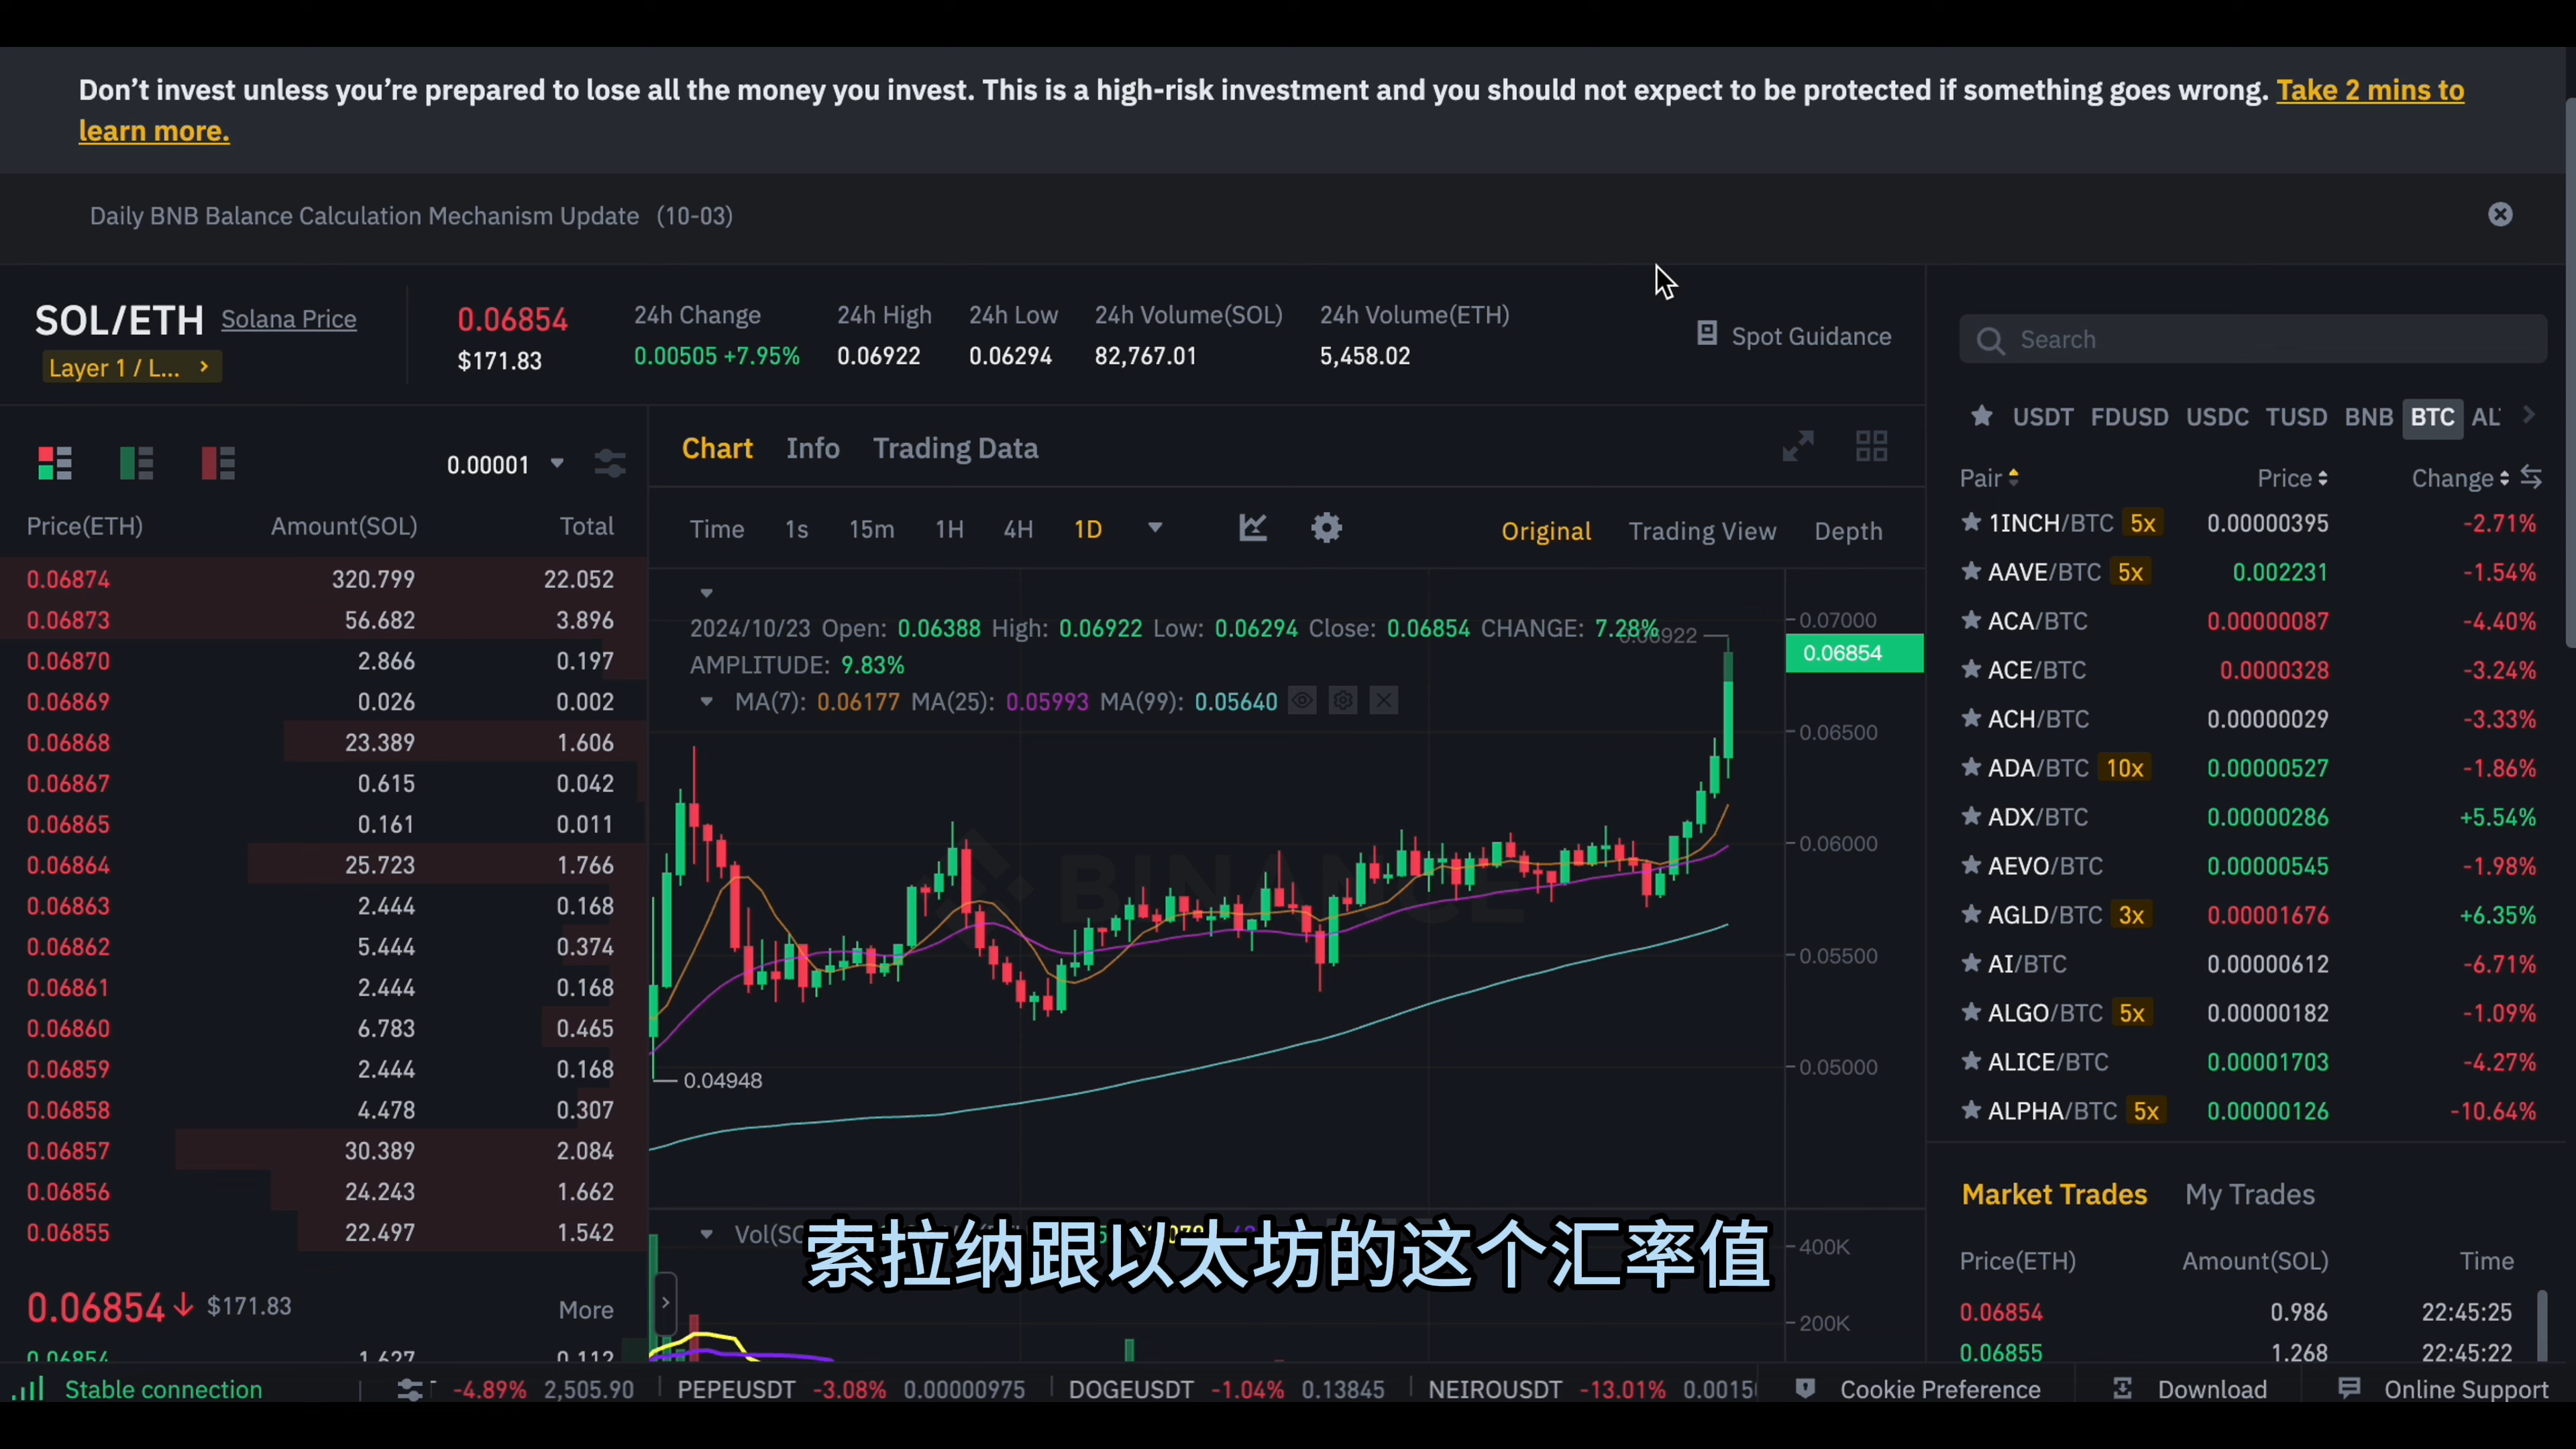 Don't invest unless you're prepared to lose all the money you invest. This is a high-risk investment and you should not expect to be protected if something goes wrong. Take 2 mins to
learn more.
Daily BNB Balance Calculation Mechanism Update (10-03)
SOL/ETH Solana Price
Layer 1 / L...
0.06854
$171.83
24h Change
0.00505 +7.95%
24h High
0.06922
24h Low
0.06294
24h Volume(SOL)
82,767.01
24h Volume(ETH)
5,458.02
Spot Guidance
0.00001
Price(ETH) Amount(SOL) Total
0.06874 320.799 22.052
0.06873 56.682 3.896
0.06870 2.866 0.197
0.06869 0.026 0.002
0.06868 23.389 1.606
0.06867 0.615 0.042
0.06865 0.161 0.011
0.06864 25.723 1.766
0.06863 2.444 0.168
0.06862 5.444 0.374
0.06861 2.444 0.168
0.06860 6.783 0.465
0.06859 2.444 0.168
0.06858 4.478 0.307
0.06857 30.389 2.084
0.06856 24.243 1.662
0.06855 22.497 1.542
0.06854 $171.83 More
0.06854 1.627 0.112
Chart Info Trading Data
Time 1s 15m 1H 4H 1D
Original Trading View Depth
2024/10/23 Open: 0.06388 High: 0.06922 Low: 0.06294 Close: 0.06854 CHANGE: 7.28%
AMPLITUDE: 9.83%
MA(7): 0.06177 MA(25): 0.05993 MA(99): 0.05640
0.06922
0.07000
0.06854
0.06500
0.06000
0.05500
0.05000
BINANCE
0.04948
400K
200K
索拉纳跟以太坊的这个汇率值
Search
USDT FDUSD USDC TUSD BNB BTC
Pair Price Change
1INCH/BTC 5x 0.00000395 -2.71%
AAVE/BTC 5x 0.002231 -1.54%
ACA/BTC 0.00000087 -4.40%
ACE/BTC 0.0000328 -3.24%
ACH/BTC 0.00000029 -3.33%
ADA/BTC 10x 0.00000527 -1.86%
ADX/BTC 0.00000286 +5.54%
AEVO/BTC 0.00000545 -1.98%
AGLD/BTC 3x 0.00001676 +6.35%
AI/BTC 0.00000612 -6.71%
ALGO/BTC 5x 0.00000182 -1.09%
ALICE/BTC 0.00001703 -4.27%
ALPHA/BTC 5x 0.00000126 -10.64%
Market Trades My Trades
Price(ETH) Amount(SOL) Time
0.06854 0.986 22:45:25
0.06855 1.268 22:45:22
Stable connection
-4.89% 2,505.90 PEPEUSDT -3.08% 0.00000975 DOGEUSDT -1.04% 0.13845 NEIROUSDT -13.01%
Cookie Preference Download Online Support